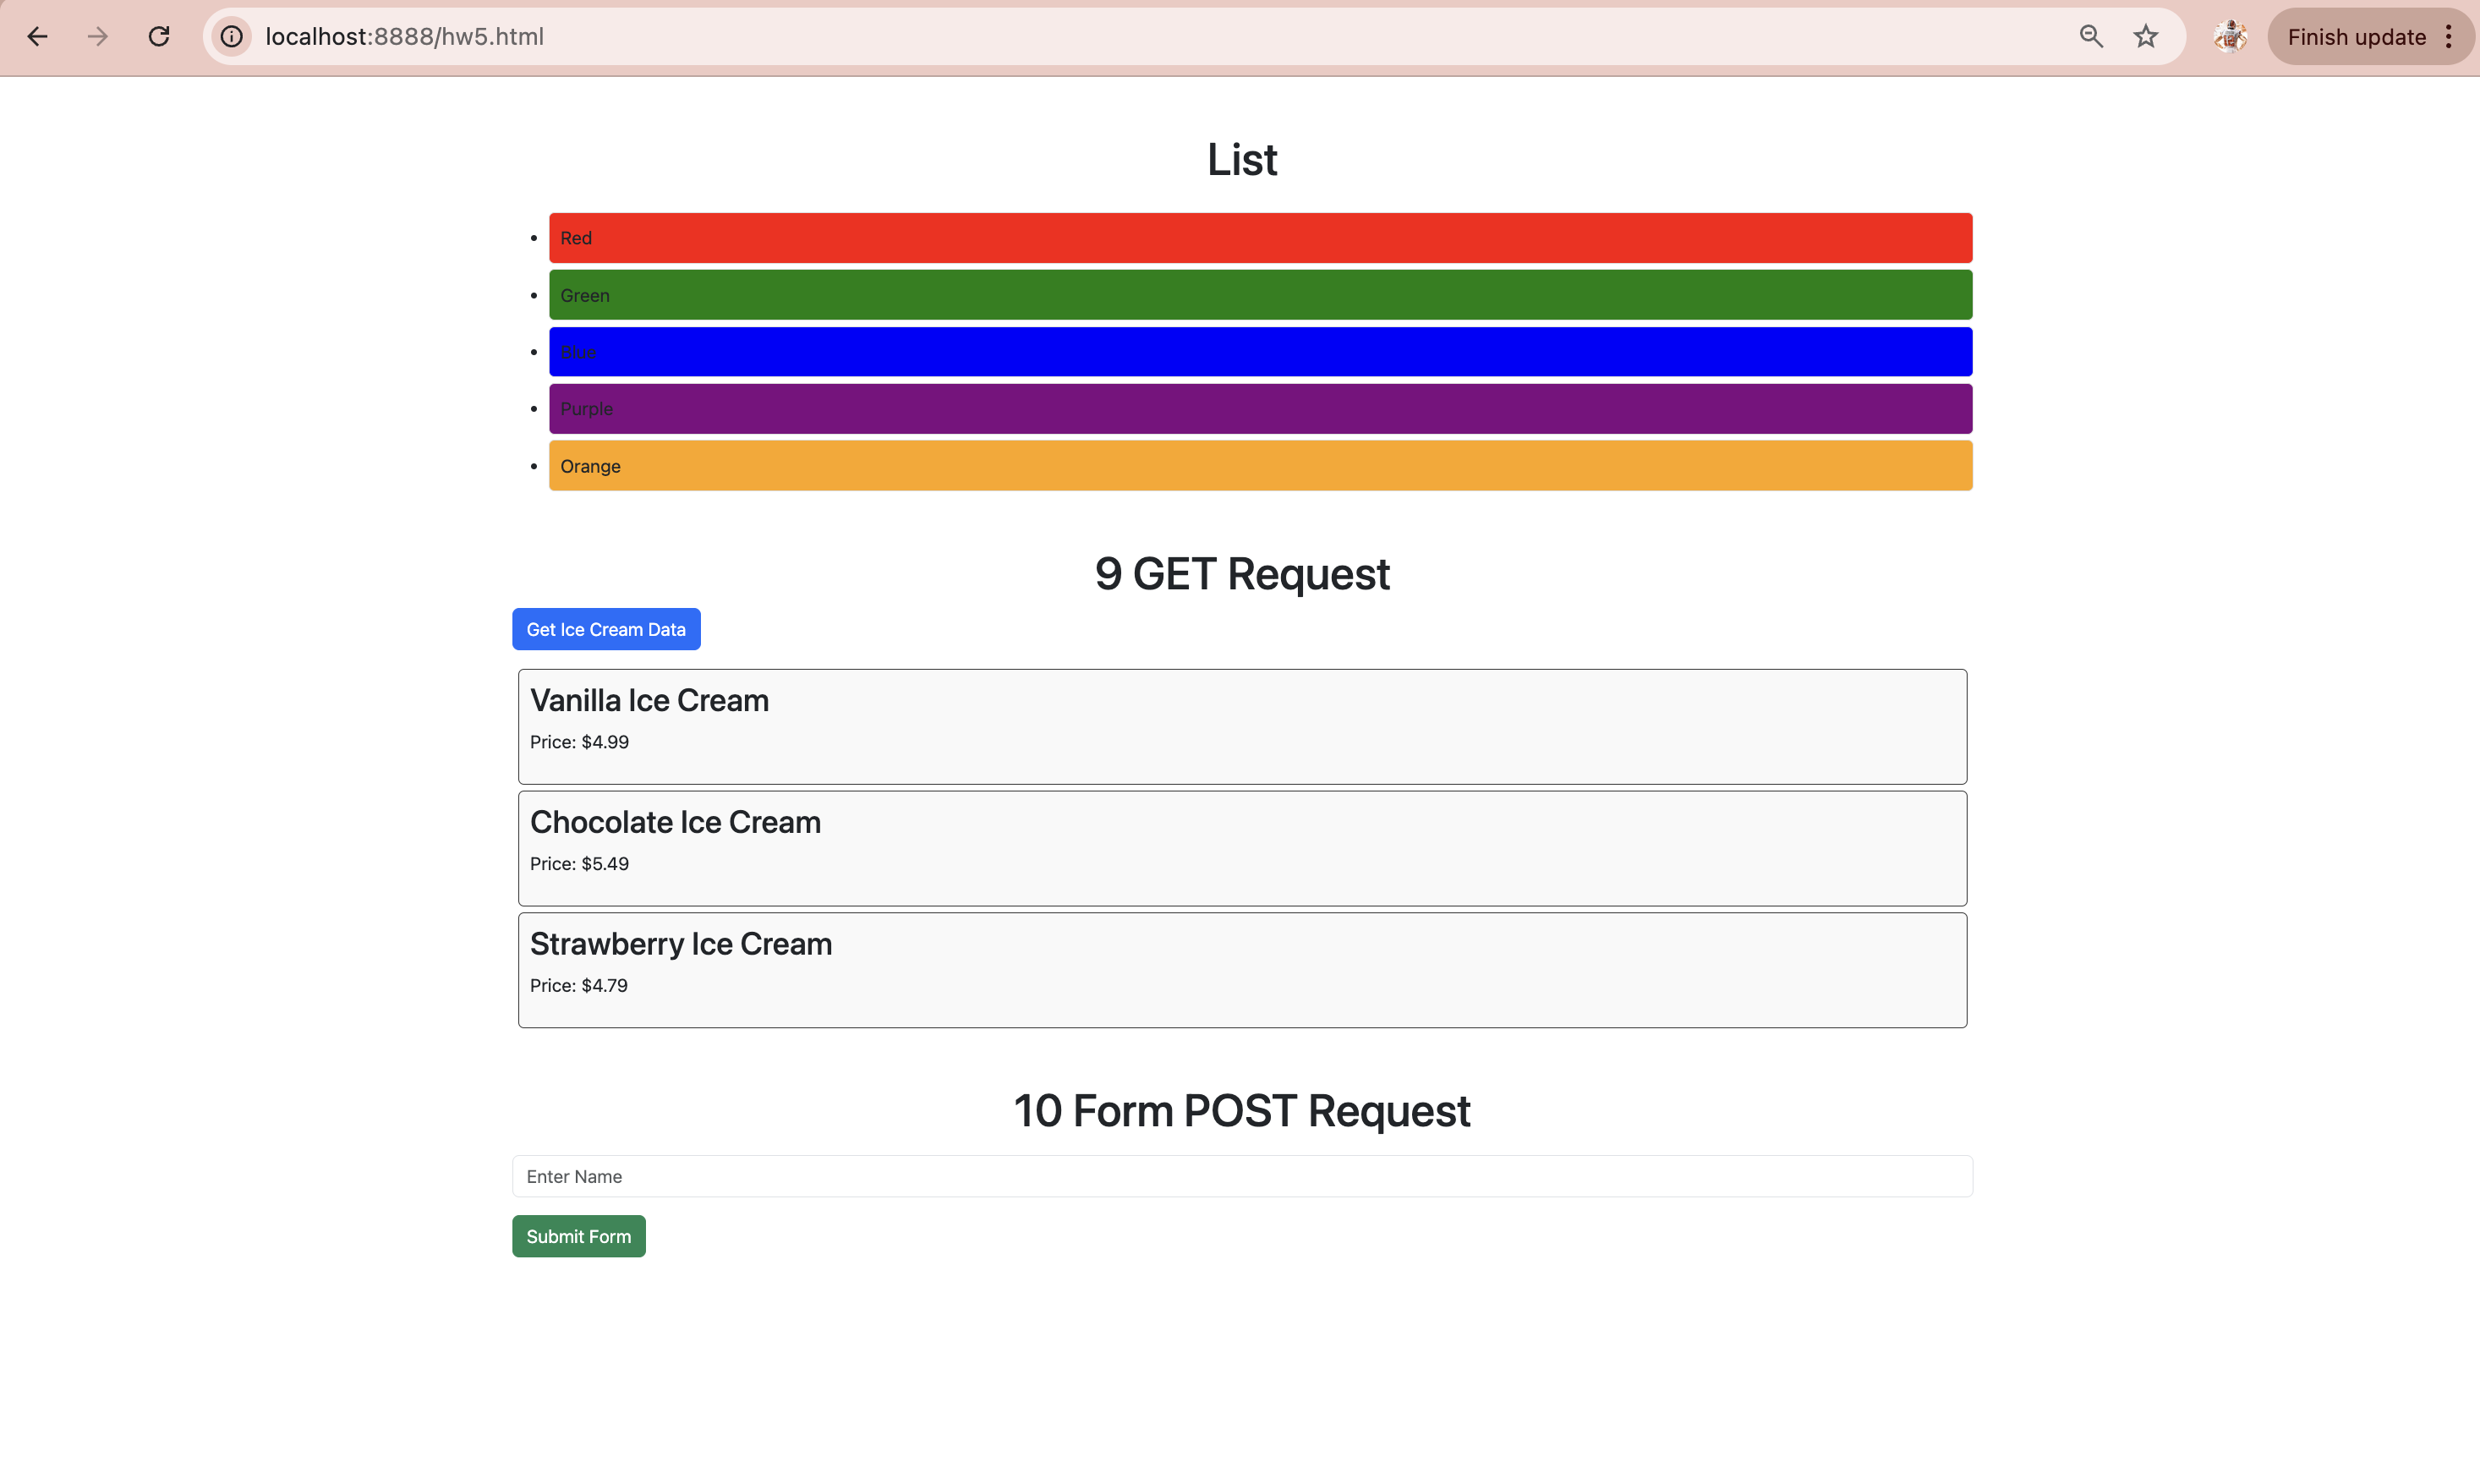 localhost:8888/hw5.html
Finish update
List
Red
Green
Blue
Purple
Orange
9 GET Request
Get Ice Cream Data
Vanilla Ice Cream
Price: $4.99
Chocolate Ice Cream
Price: $5.49
Strawberry Ice Cream
Price: $4.79
10 Form POST Request
Enter Name
Submit Form